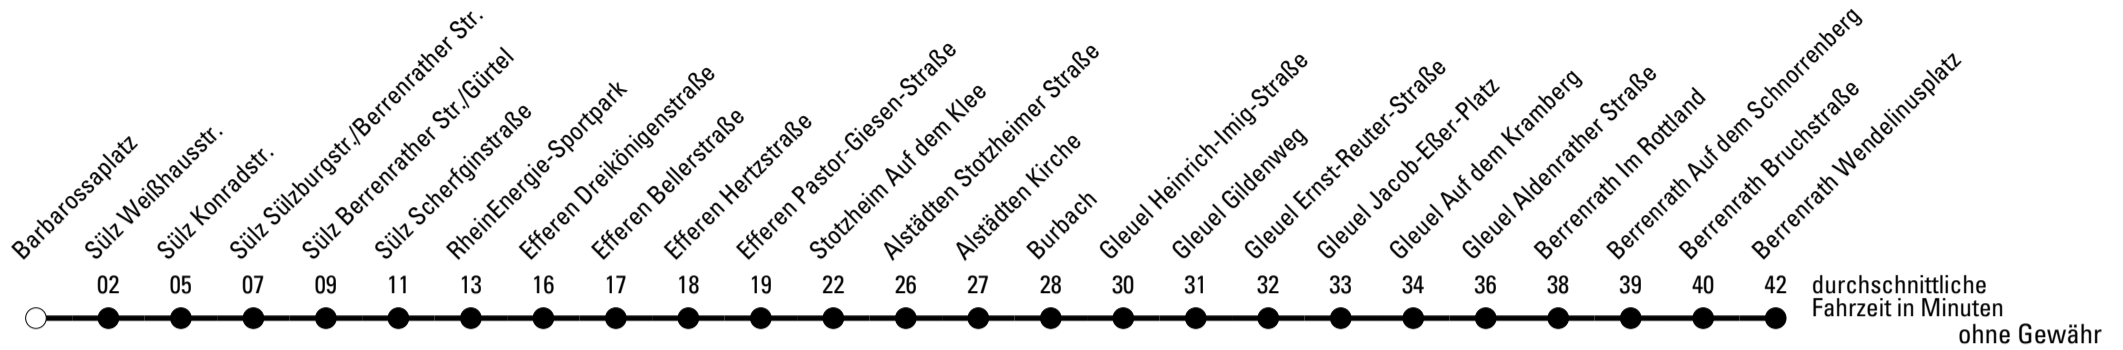 Barbarossaplatz
Sülz Weißhausstr.
Sülz Konradstr.
Sülz Sülzburgstr./Berrenrather Str.
Sülz Berrenrather Str./Gürtel
Sülz Scherfginstraße
RheinEnergie-Sportpark
Efferen Dreikönigenstraße
Efferen Bellerstraße
Efferen Hertzstraße
Efferen Pastor-Giesen-Straße
Stotzheim Auf dem Klee
Alstädten Stotzheimer Straße
Alstädten Kirche
Burbach
Gleuel Heinrich-Imig-Straße
Gleuel Gildenweg
Gleuel Ernst-Reuter-Straße
Gleuel Jacob-Eßer-Platz
Gleuel Auf dem Kramberg
Gleuel Aldenrather Straße
Berrenrath Im Rottland
Berrenrath Auf dem Schnorrenberg
Berrenrath Bruchstraße
Berrenrath Wendelinusplatz
02 05 07 09 11 13 16 17 18 19 22 26 27 28 30 31 32 33 34 36 38 39 40 42 durchschnittliche
Fahrzeit in Minuten
ohne Gewähr